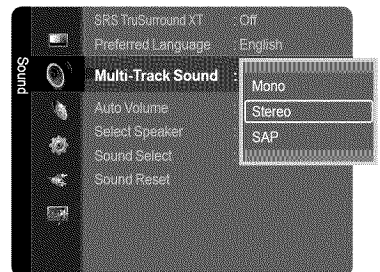 Sound
SRS TruSurround XT : Off
Preferred Language : English
Multi-Track Sound :
Mono
Stereo
SAP
Auto Volume :
Select Speaker
Sound Select
Sound Reset